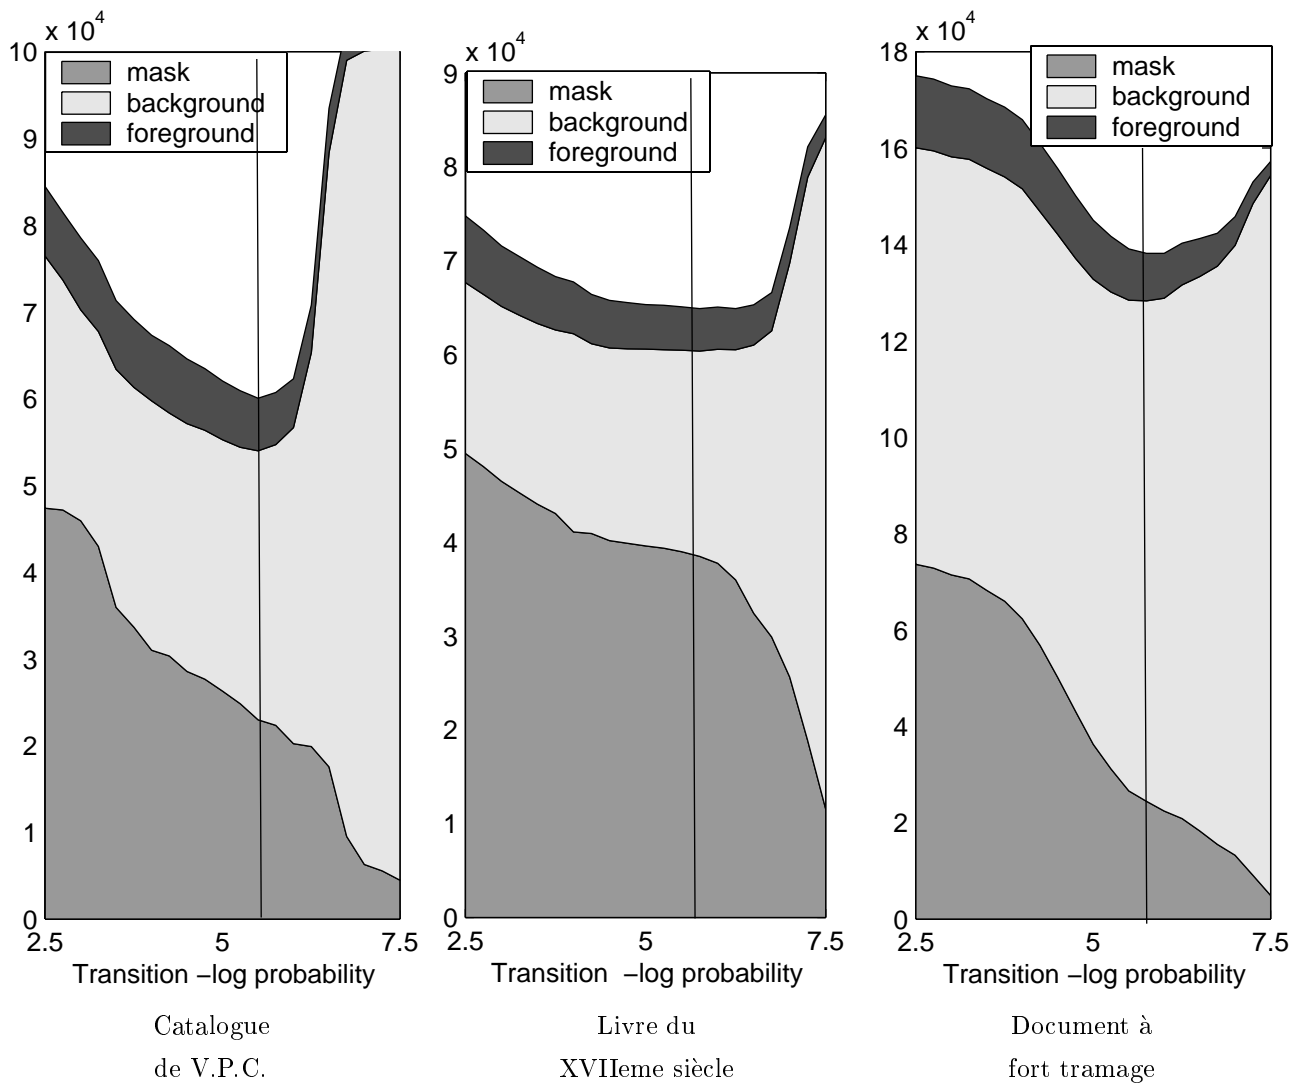 x 10^4
10
9
8
7
6
5
4
3
2
1
0
mask
background
foreground
2.5 5 7.5
Transition –log probability
Catalogue
de V.P.C.
x 10^4
9
8
7
6
5
4
3
2
1
0
mask
background
foreground
2.5 5 7.5
Transition –log probability
Livre du
XVIIeme siècle
x 10^4
18
16
14
12
10
8
6
4
2
0
mask
background
foreground
2.5 5 7.5
Transition –log probability
Document à
fort tramage